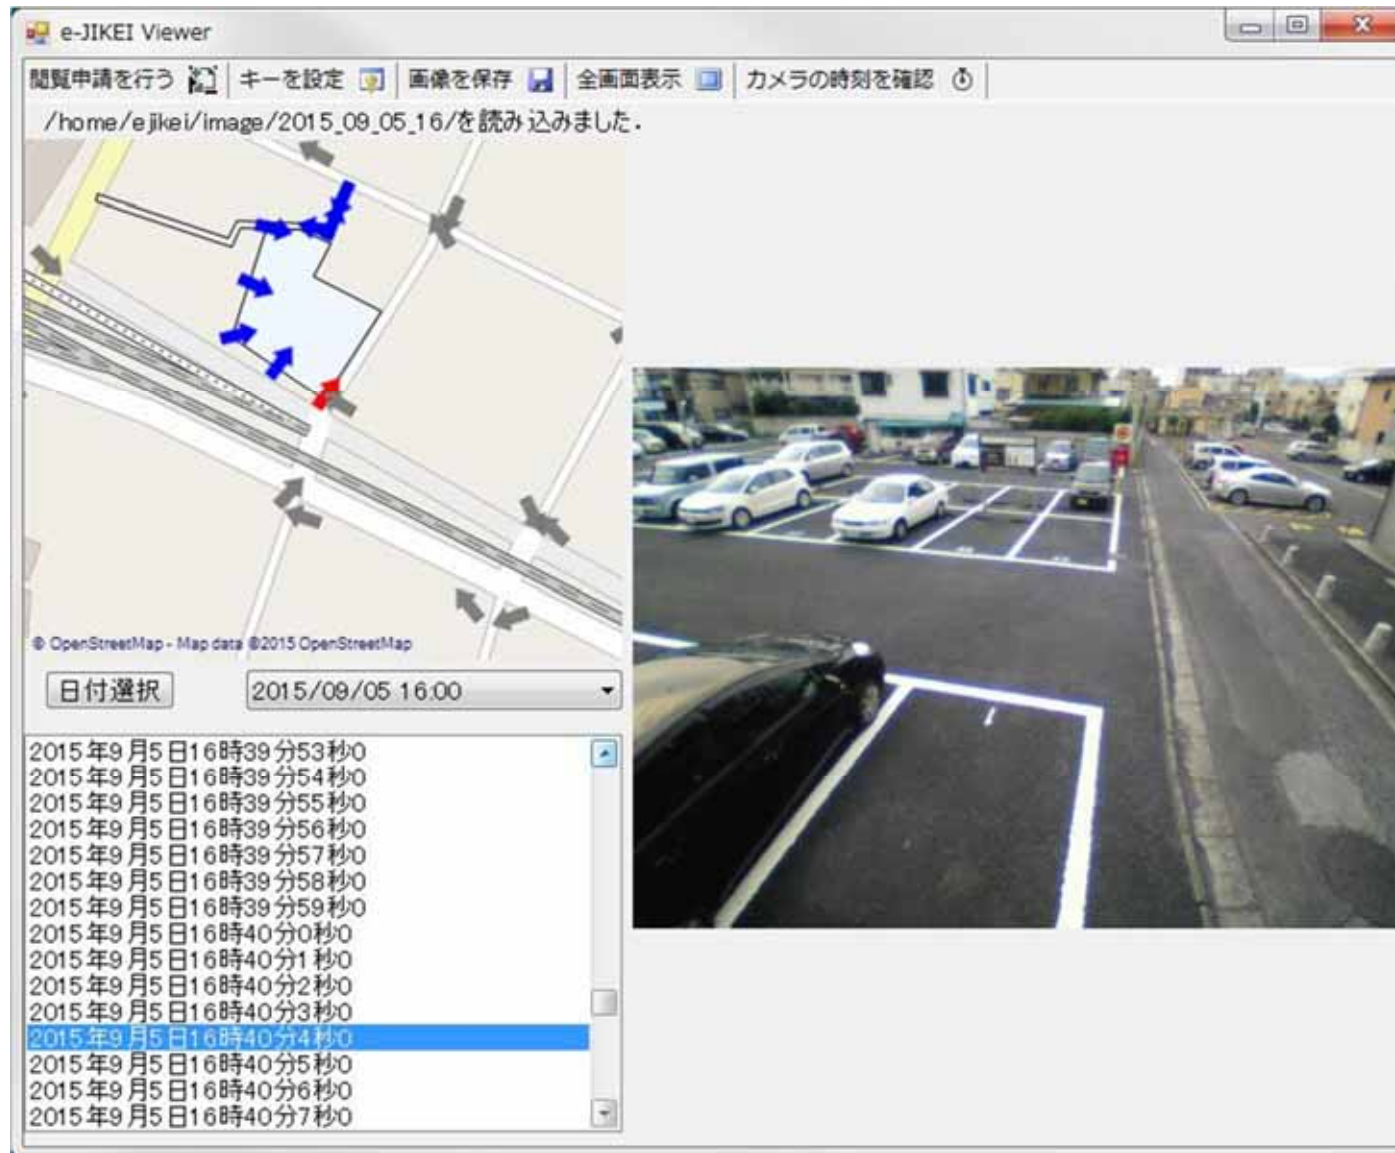 e-JIKEI Viewer
閲覧申請を行う キーを設定 画像を保存 全画面表示 カメラの時刻を確認
/home/ejikei/image/2015_09_05_16/を読み込みました.
© OpenStreetMap - Map data ©2015 OpenStreetMap
日付選択 2015/09/05 16:00
2015年9月5日16時39分53秒0
2015年9月5日16時39分54秒0
2015年9月5日16時39分55秒0
2015年9月5日16時39分56秒0
2015年9月5日16時39分57秒0
2015年9月5日16時39分58秒0
2015年9月5日16時39分59秒0
2015年9月5日16時40分0秒0
2015年9月5日16時40分1秒0
2015年9月5日16時40分2秒0
2015年9月5日16時40分3秒0
2015年9月5日16時40分4秒0
2015年9月5日16時40分5秒0
2015年9月5日16時40分6秒0
2015年9月5日16時40分7秒0